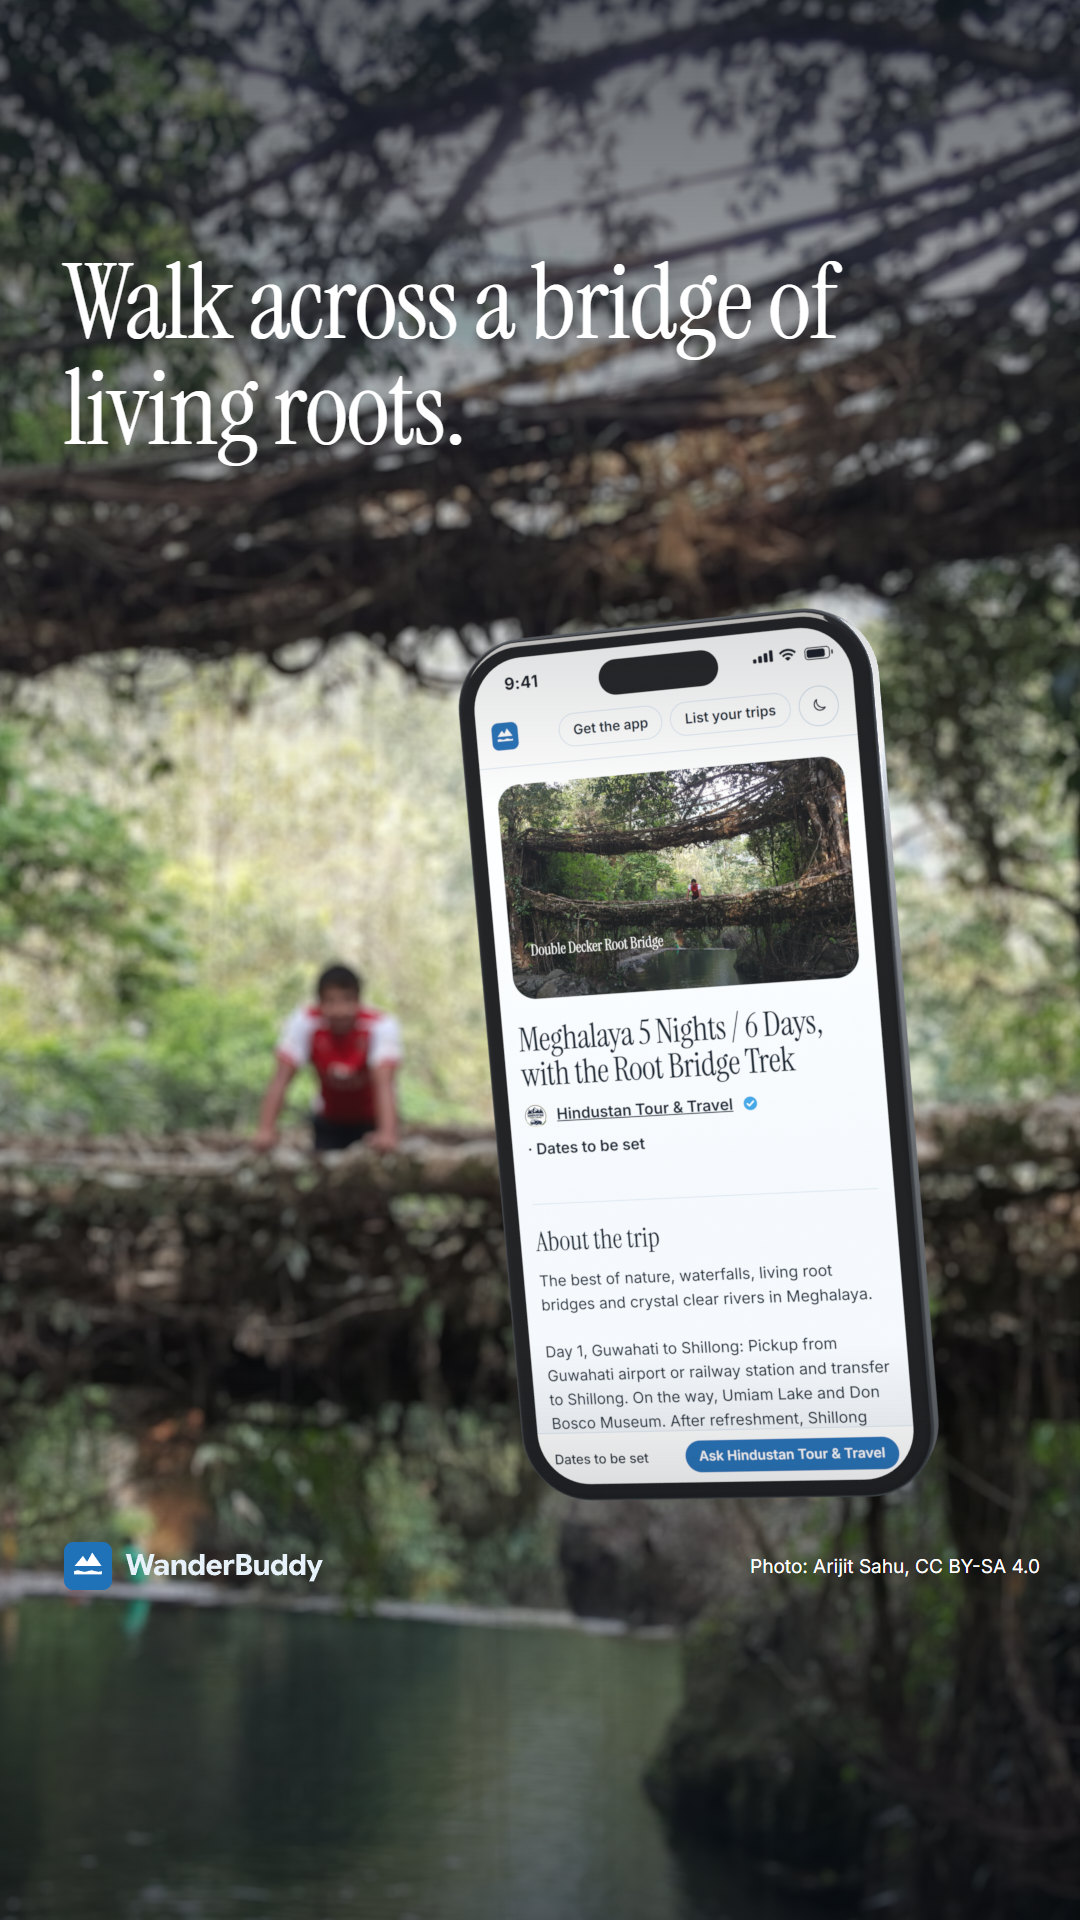 Walk across a bridge of
living roots.
9:41
Get the app
List your trips
Double Decker Root Bridge
Meghalaya 5 Nights / 6 Days,
with the Root Bridge Trek
Hindustan Tour & Travel
· Dates to be set
About the trip
The best of nature, waterfalls, living root
bridges and crystal clear rivers in Meghalaya.
Day 1, Guwahati to Shillong: Pickup from
Guwahati airport or railway station and transfer
to Shillong. On the way, Umiam Lake and Don
Bosco Museum. After refreshment, Shillong
Dates to be set
Ask Hindustan Tour & Travel
WanderBuddy
Photo: Arijit Sahu, CC BY-SA 4.0